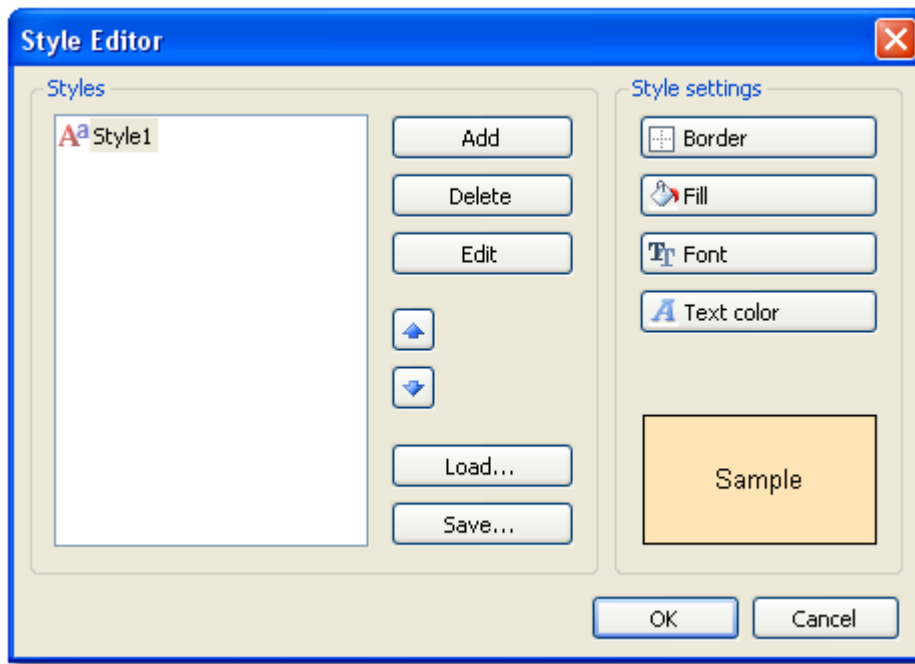 Style Editor
Styles
Style1
Add
Delete
Edit
Load...
Save...
Style settings
Border
Fill
Font
Text color
Sample
OK
Cancel